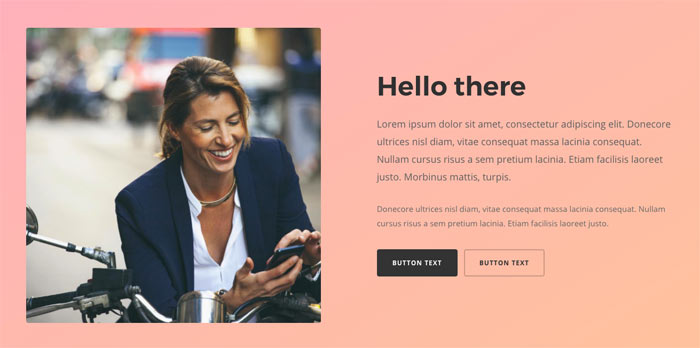 Hello there
Lorem ipsum dolor sit amet, consectetur adipiscing elit. Donecore
ultrices nisl diam, vitae consequat massa lacinia consequat.
Nullam cursus risus a sem pretium lacinia. Etiam facilisis laoreet
justo. Morbinus mattis, turpis.
Donecore ultrices nisl diam, vitae consequat massa lacinia consequat. Nullam
cursus risus a sem pretium lacinia. Etiam facilisis laoreet justo.
BUTTON TEXT BUTTON TEXT